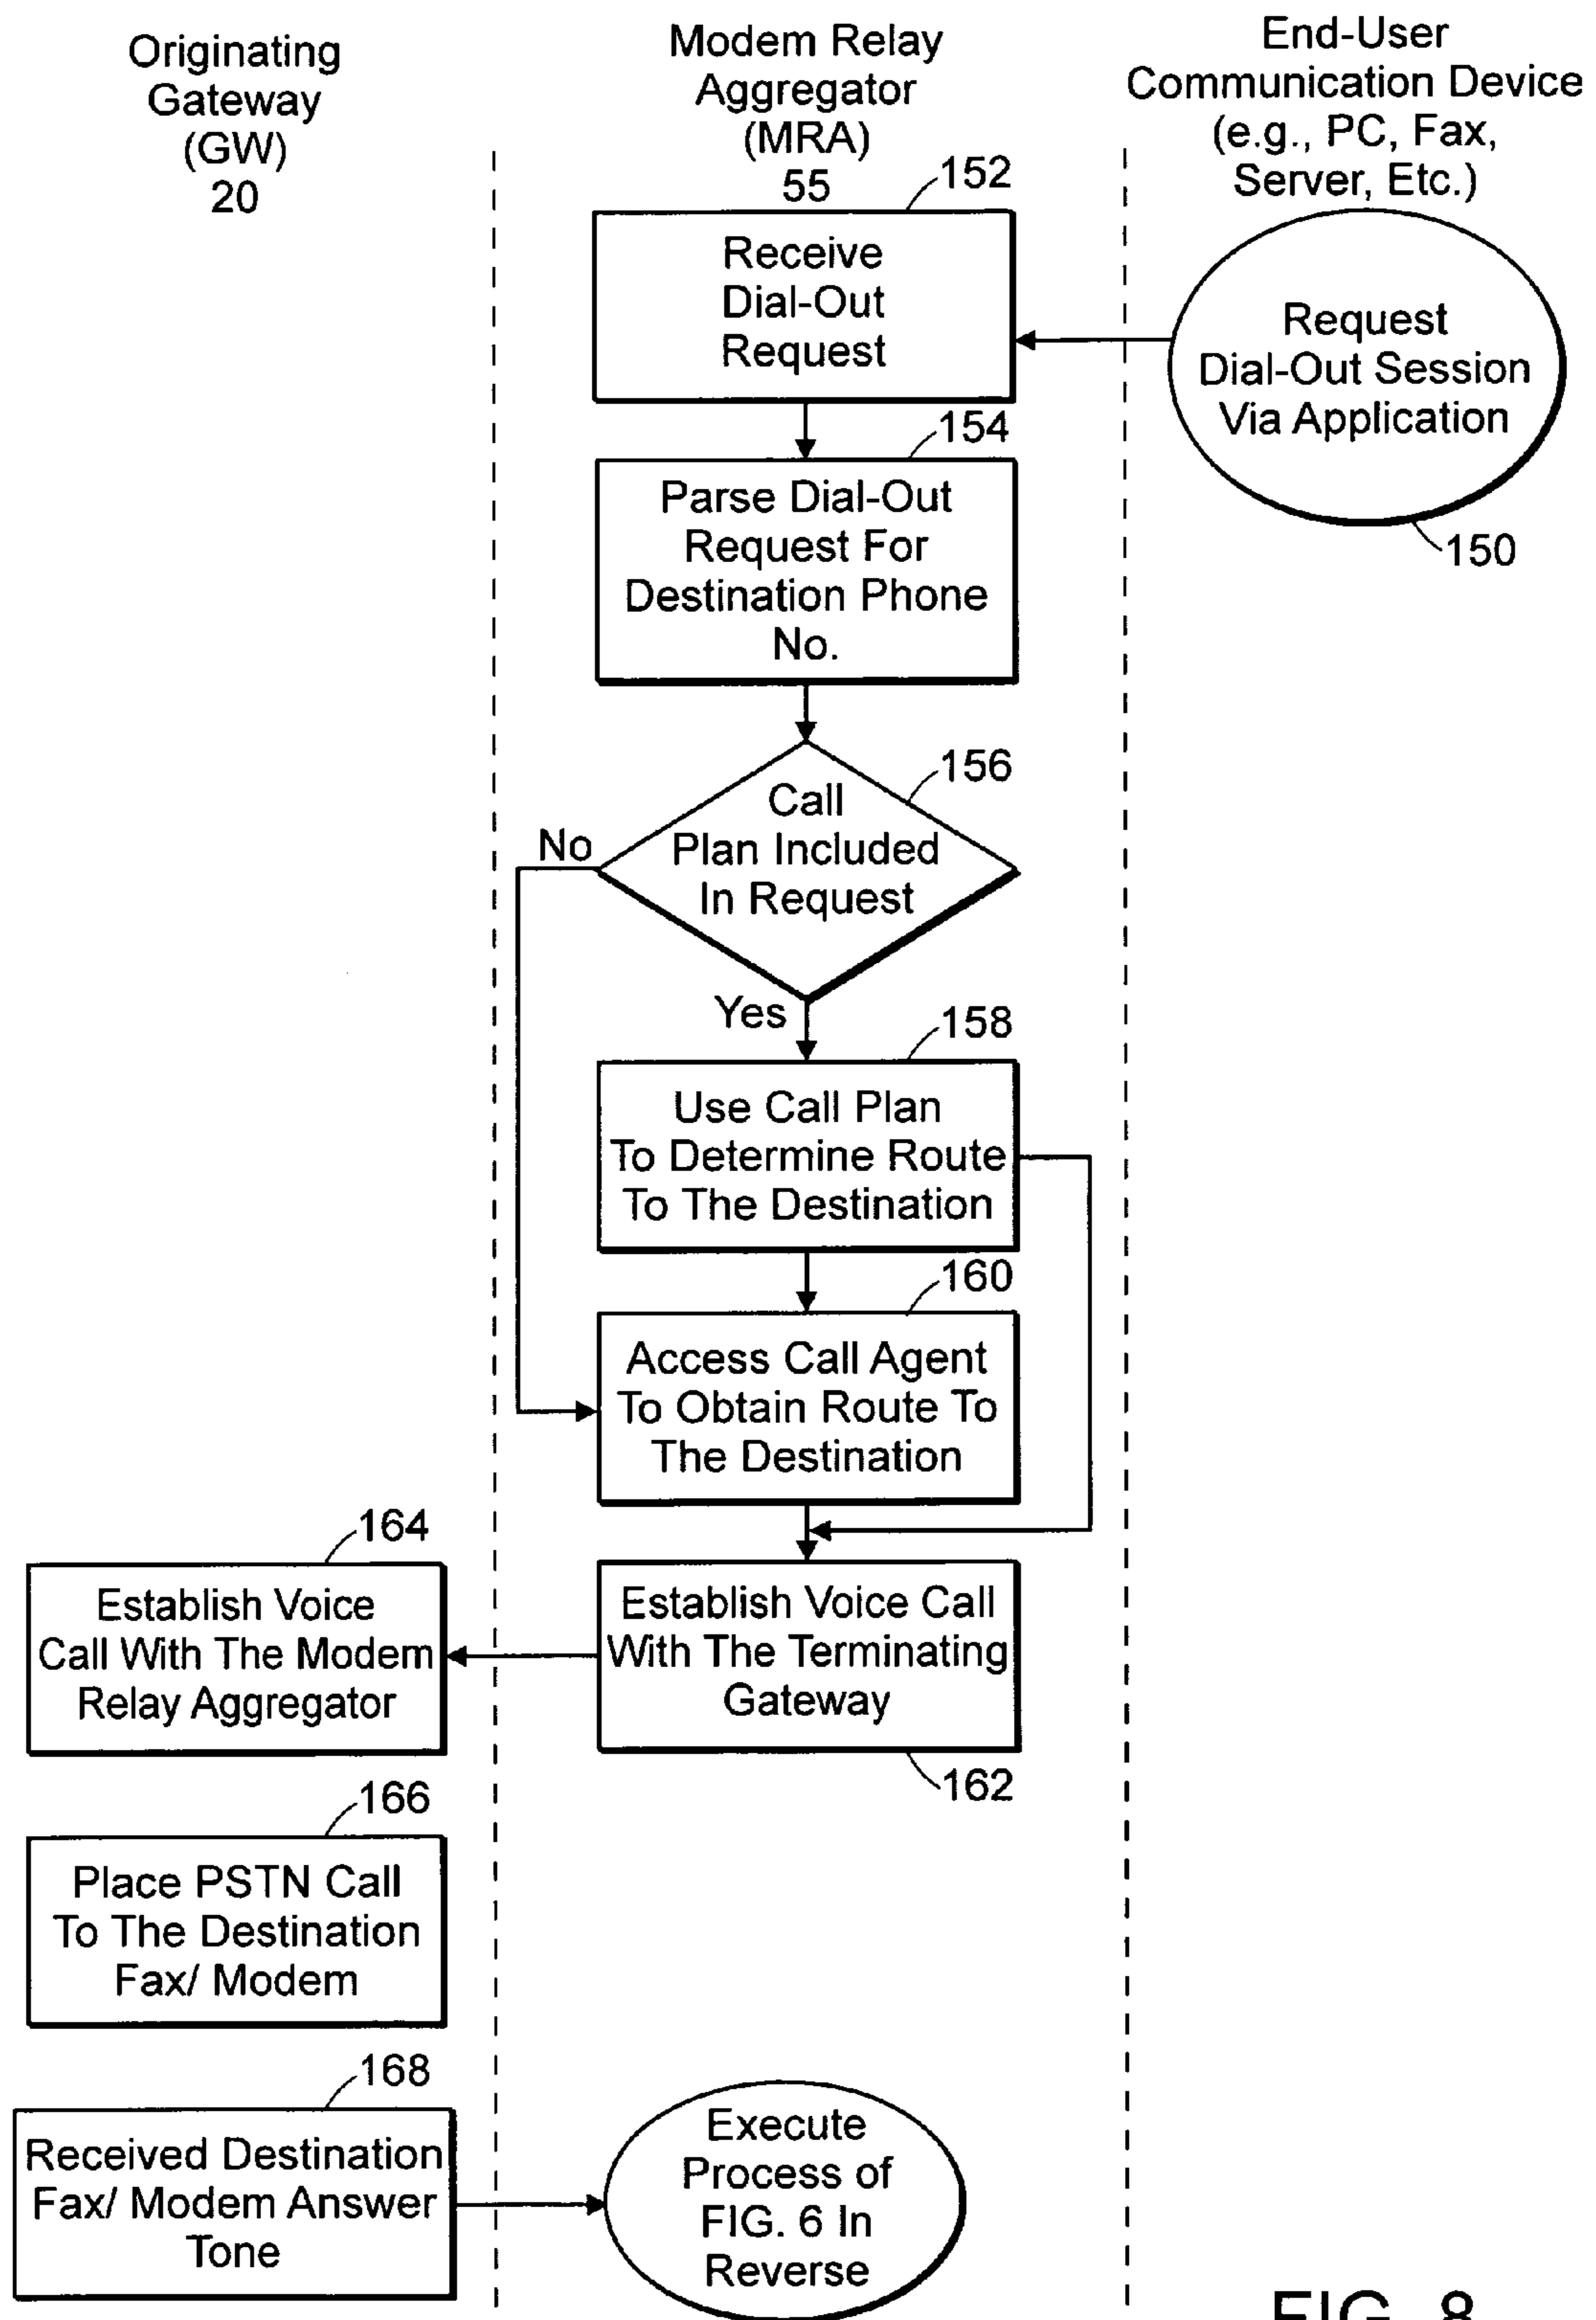 Originating
Gateway
(GW)
20
Modem Relay
Aggregator
(MRA)
55
End-User
Communication Device
(e.g., PC, Fax,
Server, Etc.)
152
Receive
Dial-Out
Request
Request
Dial-Out Session
Via Application
150
154
Parse Dial-Out
Request For
Destination Phone
No.
156
Call
Plan Included
In Request
No
Yes
158
Use Call Plan
To Determine Route
To The Destination
160
Access Call Agent
To Obtain Route To
The Destination
162
Establish Voice Call
With The Terminating
Gateway
164
Establish Voice
Call With The Modem
Relay Aggregator
166
Place PSTN Call
To The Destination
Fax/ Modem
168
Received Destination
Fax/ Modem Answer
Tone
Execute
Process of
FIG. 6 In
Reverse
FIG. 8